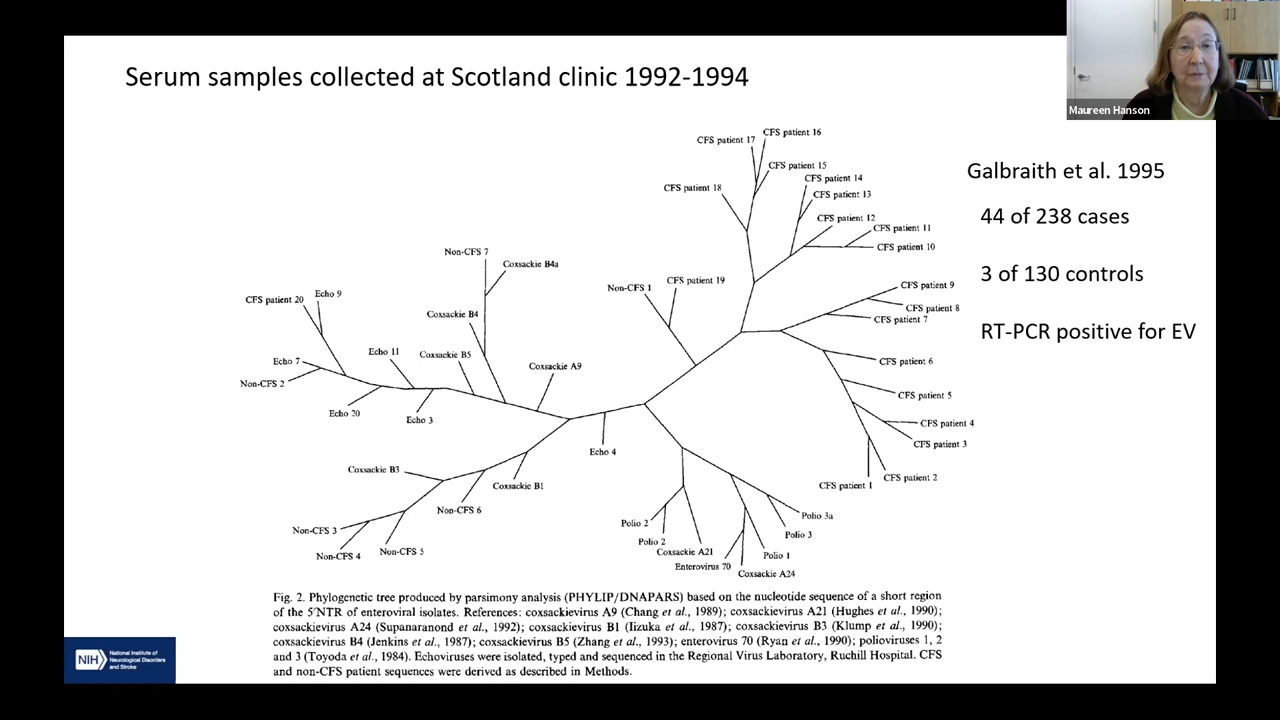 Serum samples collected at Scotland clinic 1992-1994
Maureen Hanson
Galbraith et al. 1995
44 of 238 cases
3 of 130 controls
RT-PCR positive for EV
CFS patient 16
CFS patient 17
CFS patient 15
CFS patient 14
CFS patient 18
CFS patient 13
CFS patient 12
CFS patient 11
CFS patient 10
Non-CFS 7
Coxsackie B4a
CFS patient 19
Non-CFS 1
CFS patient 9
CFS patient 20
Echo 9
CFS patient 8
Coxsackie B4
CFS patient 7
Echo 11
Coxsackie B5
Echo 7
CFS patient 6
Coxsackie A9
Non-CFS 2
CFS patient 5
Echo 20
Echo 3
CFS patient 4
CFS patient 3
Echo 4
Coxsackie B3
CFS patient 2
Coxsackie B1
CFS patient 1
Non-CFS 6
Polio 3a
Polio 2
Non-CFS 3
Polio 3
Polio 2
Non-CFS 4
Non-CFS 5
Coxsackie A21
Polio 1
Enterovirus 70
Coxsackie A24
Fig. 2. Phylogenetic tree produced by parsimony analysis (PHYLIP/DNAPARS) based on the nucleotide sequence of a short region
of the 5'NTR of enteroviral isolates. References: coxsackievirus A9 (Chang et al., 1989); coxsackievirus A21 (Hughes et al., 1990);
coxsackievirus A24 (Supanaranond et al., 1992); coxsackievirus B1 (Iizuka et al., 1987); coxsackievirus B3 (Klump et al., 1990);
coxsackievirus B4 (Jenkins et al., 1987); coxsackievirus B5 (Zhang et al., 1993); enterovirus 70 (Ryan et al., 1990); polioviruses 1, 2
and 3 (Toyoda et al., 1984). Echoviruses were isolated, typed and sequenced in the Regional Virus Laboratory, Ruchill Hospital. CFS
and non-CFS patient sequences were derived as described in Methods.
NIH
National Institute of
Neurological Disorders
and Stroke